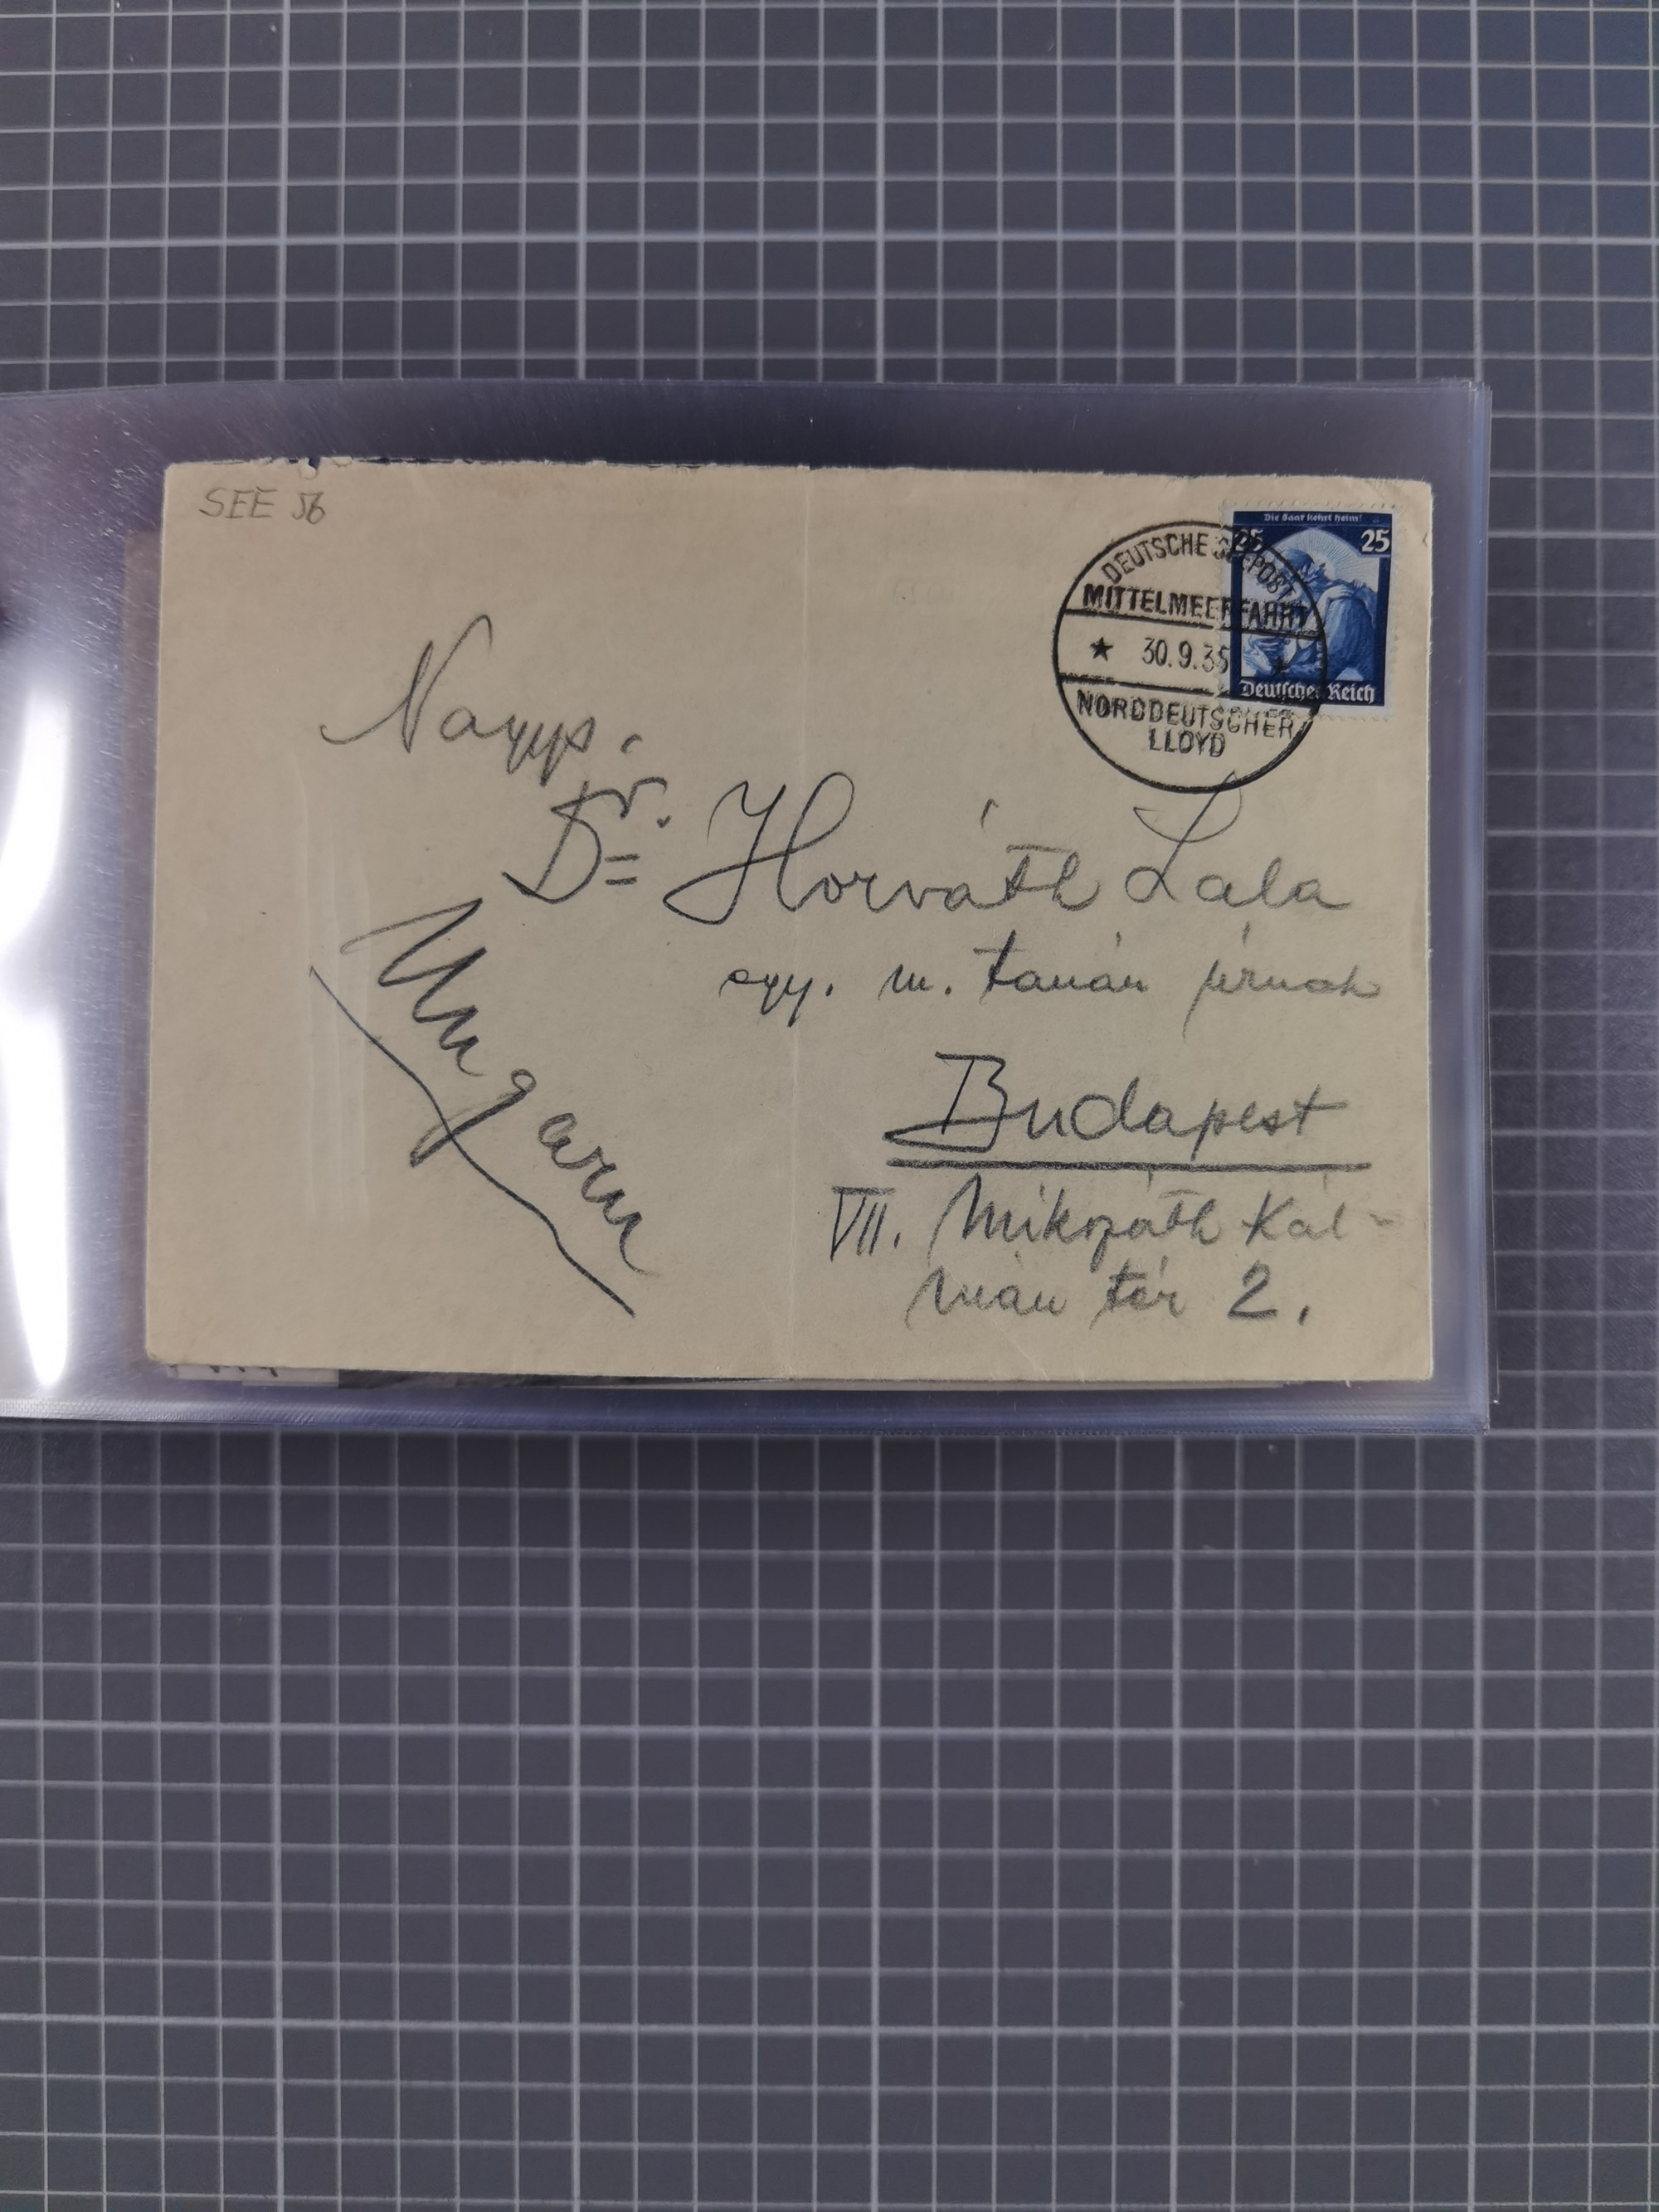 SEE 56
Die Saar kehrt heim!
25 25
Deutsches Reich
DEUTSCHE SEEPOST
MITTELMEERFAHRT
★ 30.9.35 ★
NORDDEUTSCHER
LLOYD
Nagys.
Dr. Horváth Lala
egy. m. tanár úrnak
Ungarn
Budapest
VII. Mikszáth Kál-
mán tér 2.